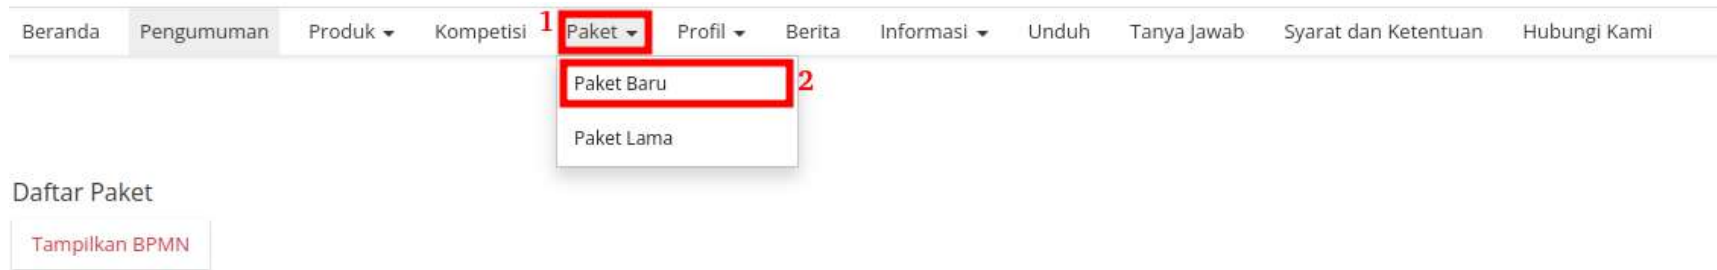 Beranda Pengumuman Produk Kompetisi 1 Paket Profil Berita Informasi Unduh Tanya Jawab Syarat dan Ketentuan Hubungi Kami
Paket Baru 2
Paket Lama
Daftar Paket
Tampilkan BPMN